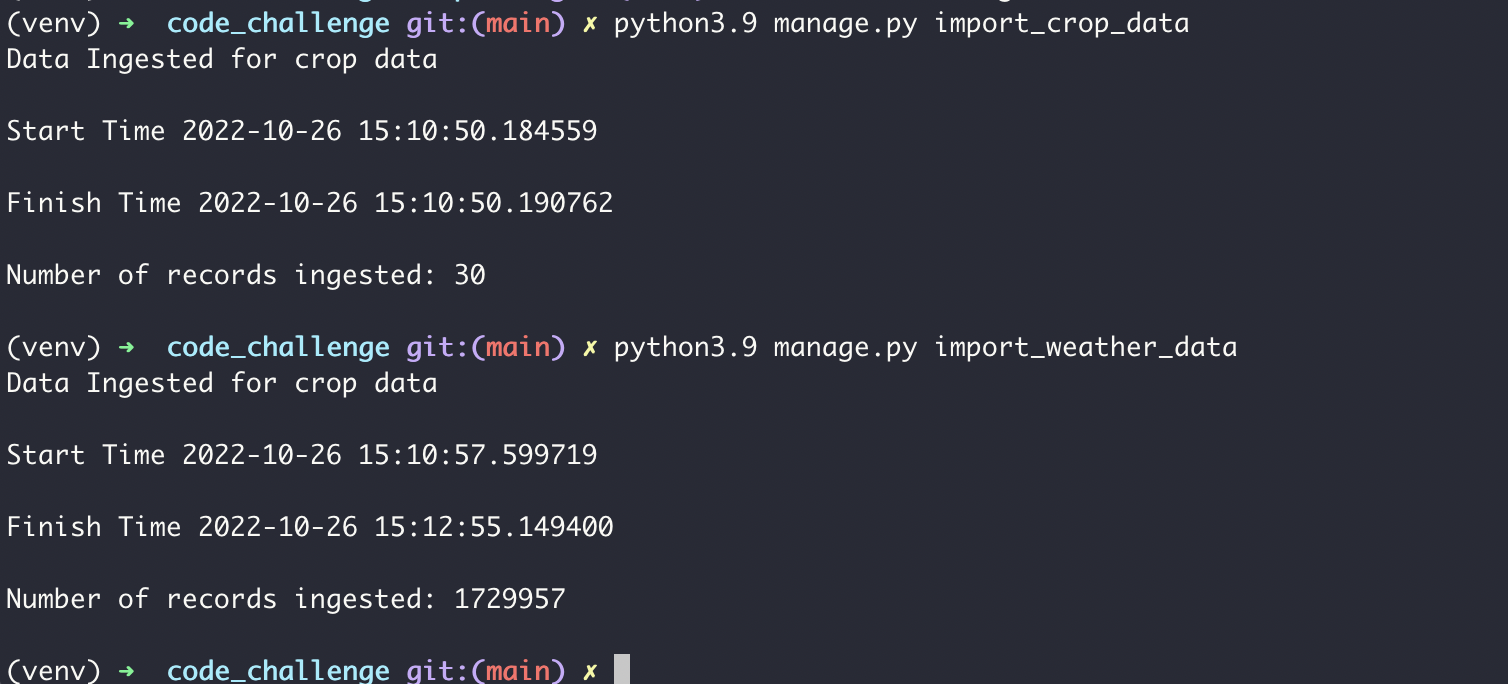 (venv) ➜ code_challenge git:(main) ✗ python3.9 manage.py import_crop_data
Data Ingested for crop data
Start Time 2022-10-26 15:10:50.184559
Finish Time 2022-10-26 15:10:50.190762
Number of records ingested: 30
(venv) ➜ code_challenge git:(main) ✗ python3.9 manage.py import_weather_data
Data Ingested for crop data
Start Time 2022-10-26 15:10:57.599719
Finish Time 2022-10-26 15:12:55.149400
Number of records ingested: 1729957
(venv) ➜ code_challenge git:(main) ✗